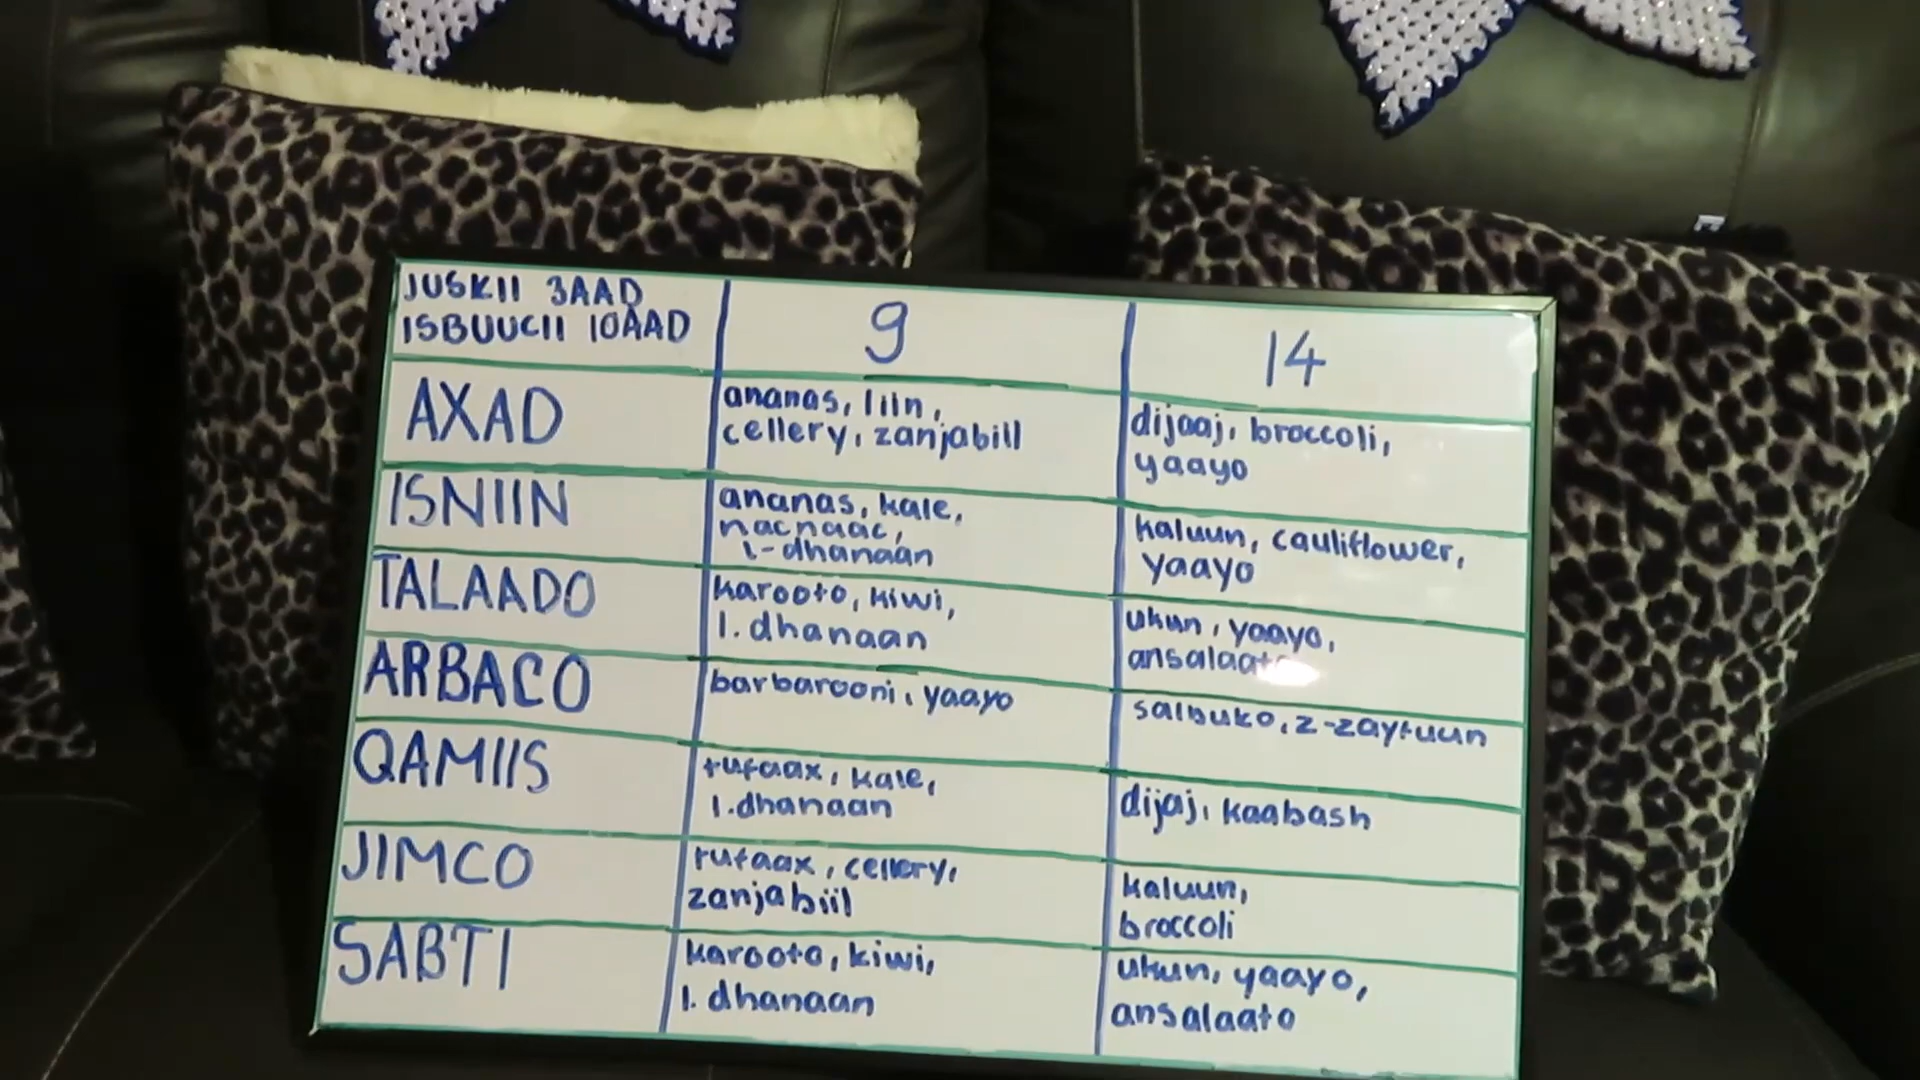 JUSKII 3AAD
ISBUUCII 10AAD
9
14
AXAD
ananas, liin,
cellery, zanjabill
dijaaj, broccoli,
yaayo
ISNIIN
ananas, kale,
nacnaac,
l-dhanaan
kaluun, cauliflower,
yaayo
TALAADO
karooto, kiwi,
l. dhanaan
ukun, yaayo,
ansalaato
ARBACO
barbarooni, yaayo
salbuko, z-zaytuun
QAMIIS
tufaax, kale,
l.dhanaan
dijaj, kaabash
JIMCO
tufaax, cellery,
zanjabiil
kaluun,
broccoli
SABTI
karooto, kiwi,
l. dhanaan
ukun, yaayo,
ansalaato